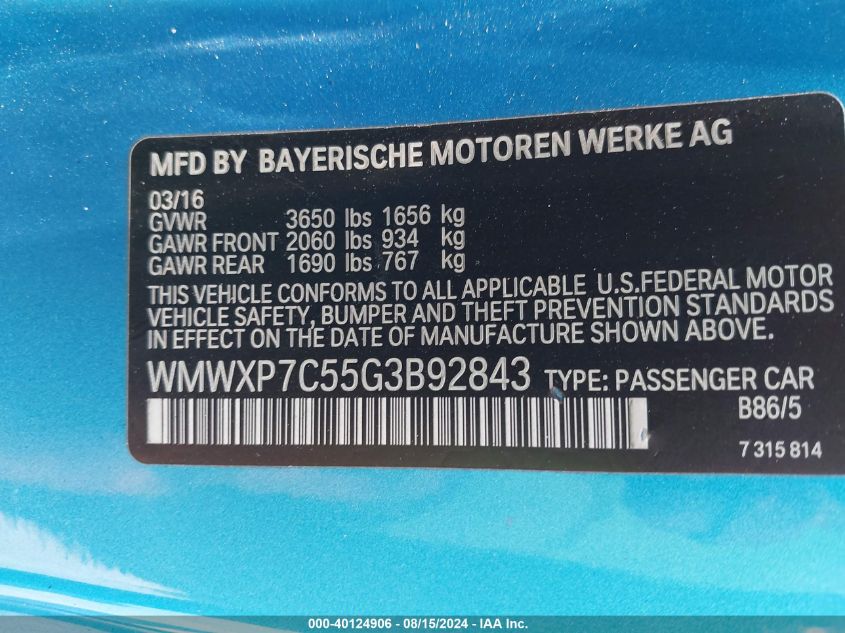 MFD BY BAYERISCHE MOTOREN WERKE AG
03/16
GVWR 3650 lbs 1656 kg
GAWR FRONT 2060 lbs 934 kg
GAWR REAR 1690 lbs 767 kg
THIS VEHICLE CONFORMS TO ALL APPLICABLE U.S.FEDERAL MOTOR
VEHICLE SAFETY, BUMPER AND THEFT PREVENTION STANDARDS
IN EFFECT ON THE DATE OF MANUFACTURE SHOWN ABOVE.
WMWXP7C55G3B92843 TYPE: PASSENGER CAR
B86/5
7 315 814
000-40124906 - 08/15/2024 - IAA Inc.